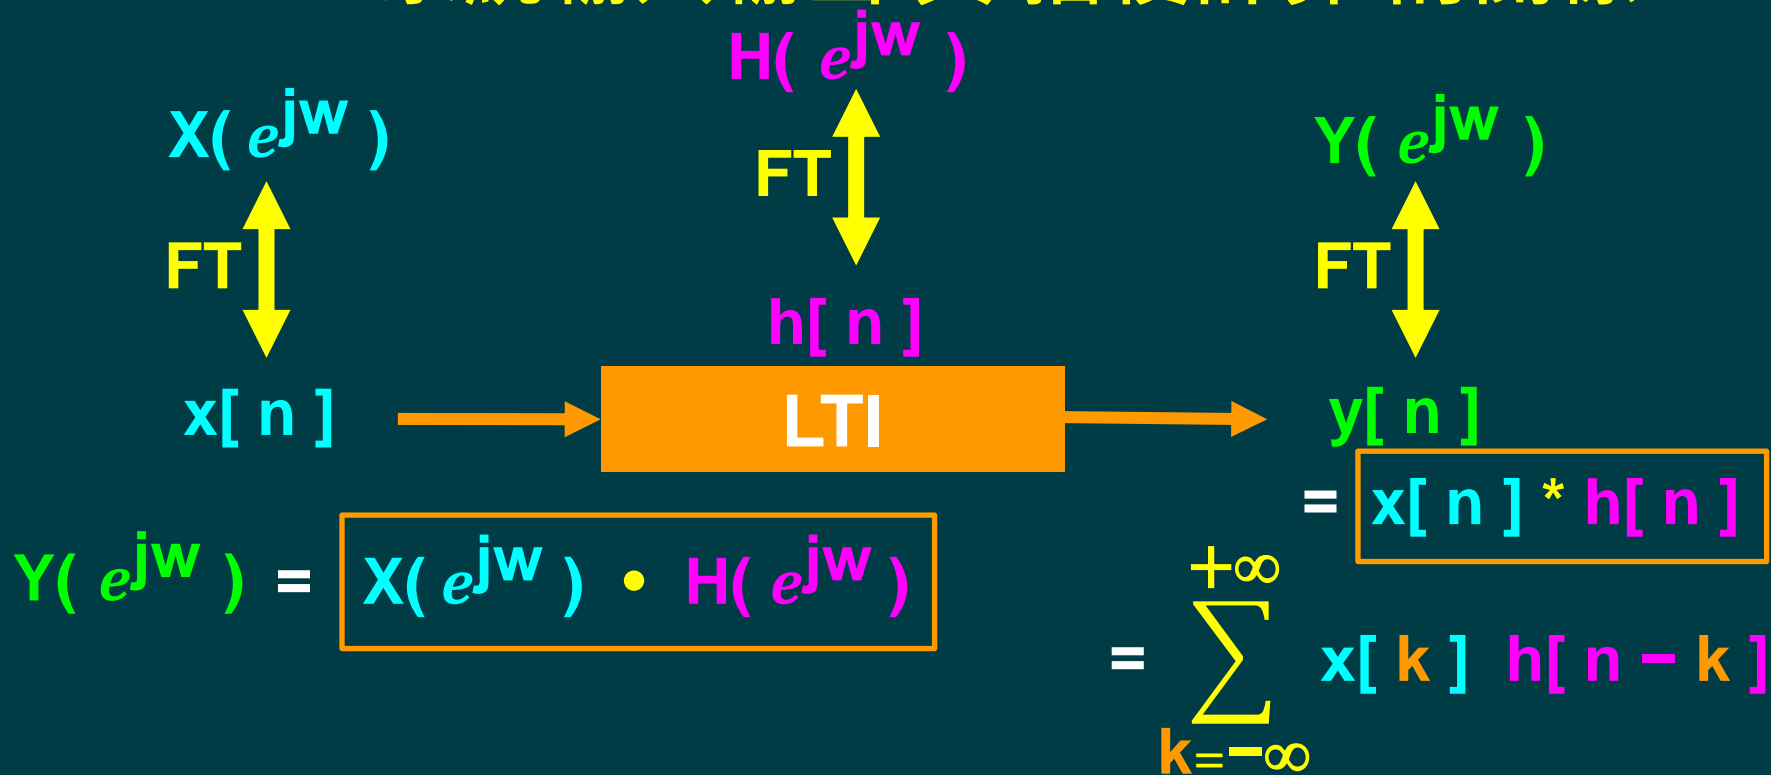 H( e^jw )
X( e^jw )
Y( e^jw )
FT
FT
FT
h[ n ]
x[ n ]
LTI
y[ n ]
= x[ n ] * h[ n ]
Y( e^jw ) = X( e^jw ) • H( e^jw )
+∞
= ∑ x[ k ] h[ n − k ]
k=−∞